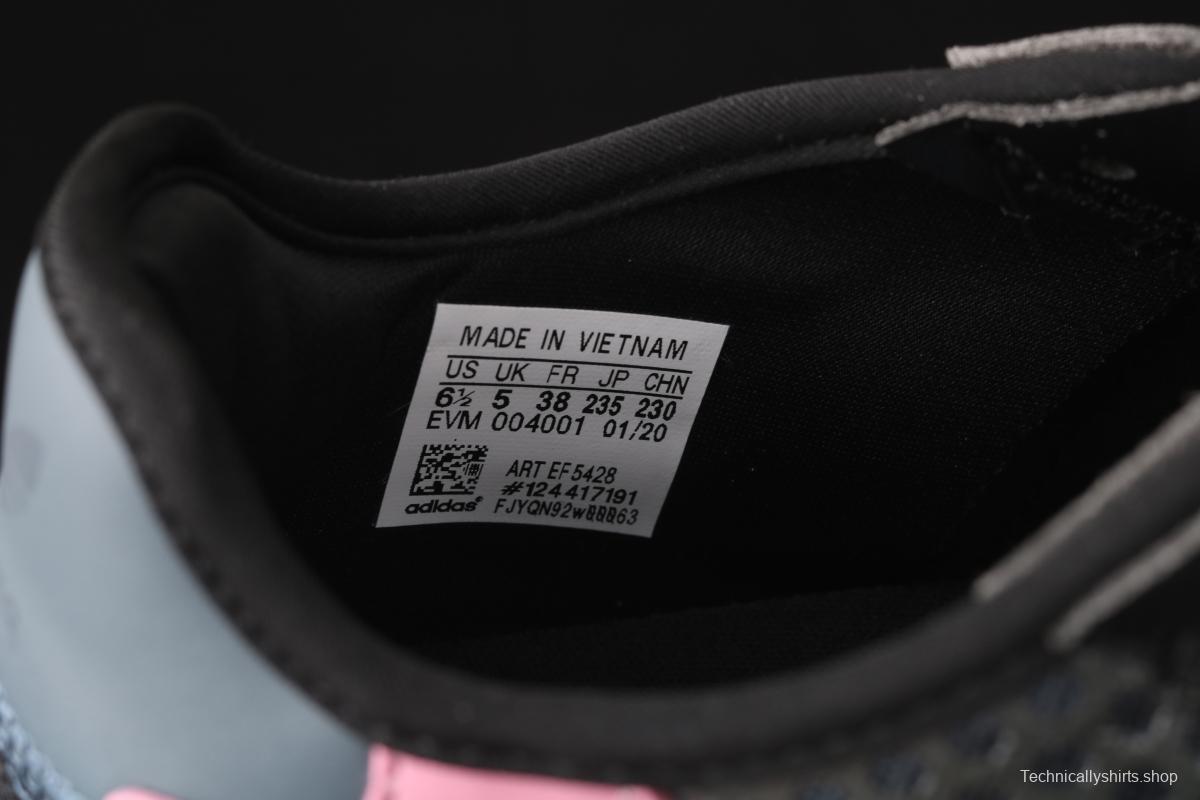 MADE IN VIETNAM
US UK FR JP CHN
6½ 5 38 235 230
EVM 004001 01/20
ART EF5428
#124417191
adidas®
Technicallyshirts.shop